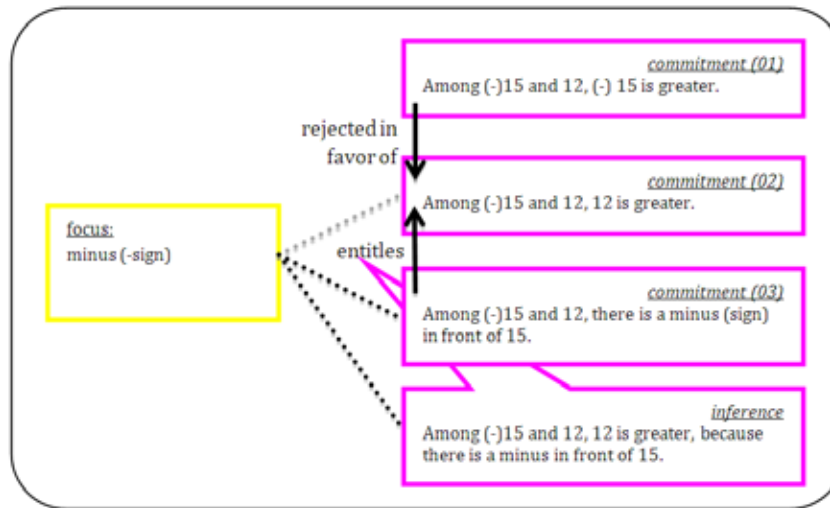 commitment (01)
Among (-)15 and 12, (-) 15 is greater.
rejected in
favor of
commitment (02)
Among (-)15 and 12, 12 is greater.
focus:
minus (-sign)
entitles
commitment (03)
Among (-)15 and 12, there is a minus (sign)
in front of 15.
inference
Among (-)15 and 12, 12 is greater, because
there is a minus in front of 15.